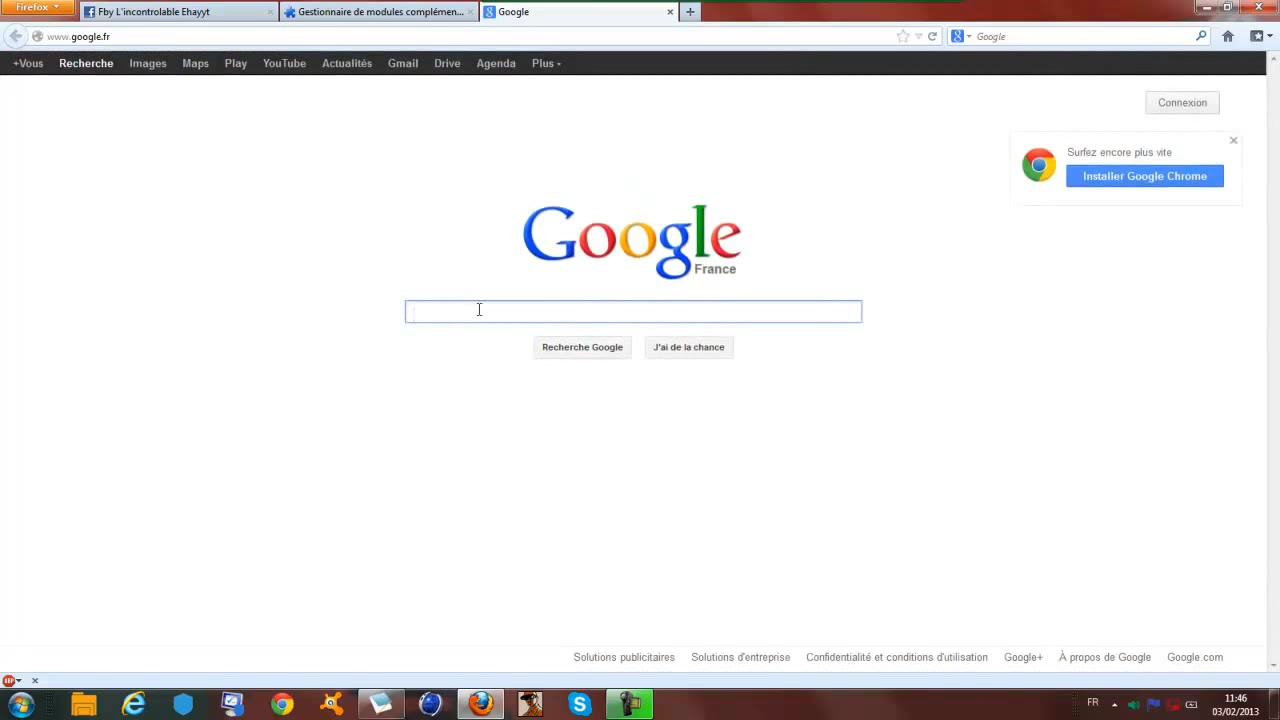 Firefox
Fby L'incontrolable Ehayyt
Gestionnaire de modules complémen...
Google
www.google.fr
Google
+Vous Recherche Images Maps Play YouTube Gmail Drive Agenda Plus
Actualités
Connexion
Surfez encore plus vite
Installer Google Chrome
Google
France
Recherche Google
J'ai de la chance
Solutions publicitaires
Solutions d'entreprise
Confidentialité et conditions d'utilisation
Google+
À propos de Google
Google.com
FR
11:46
03/02/2013